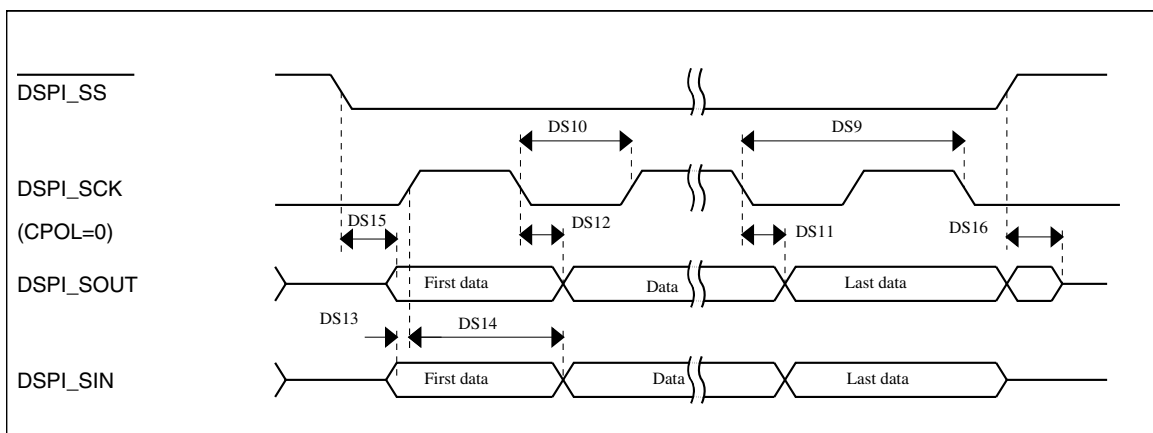 DSPI_SS
DS10
DS9
DSPI_SCK
(CPOL=0)
DS15
DS12
DS11
DS16
DSPI_SOUT
First data
Data
Last data
DS13
DS14
DSPI_SIN
First data
Data
Last data